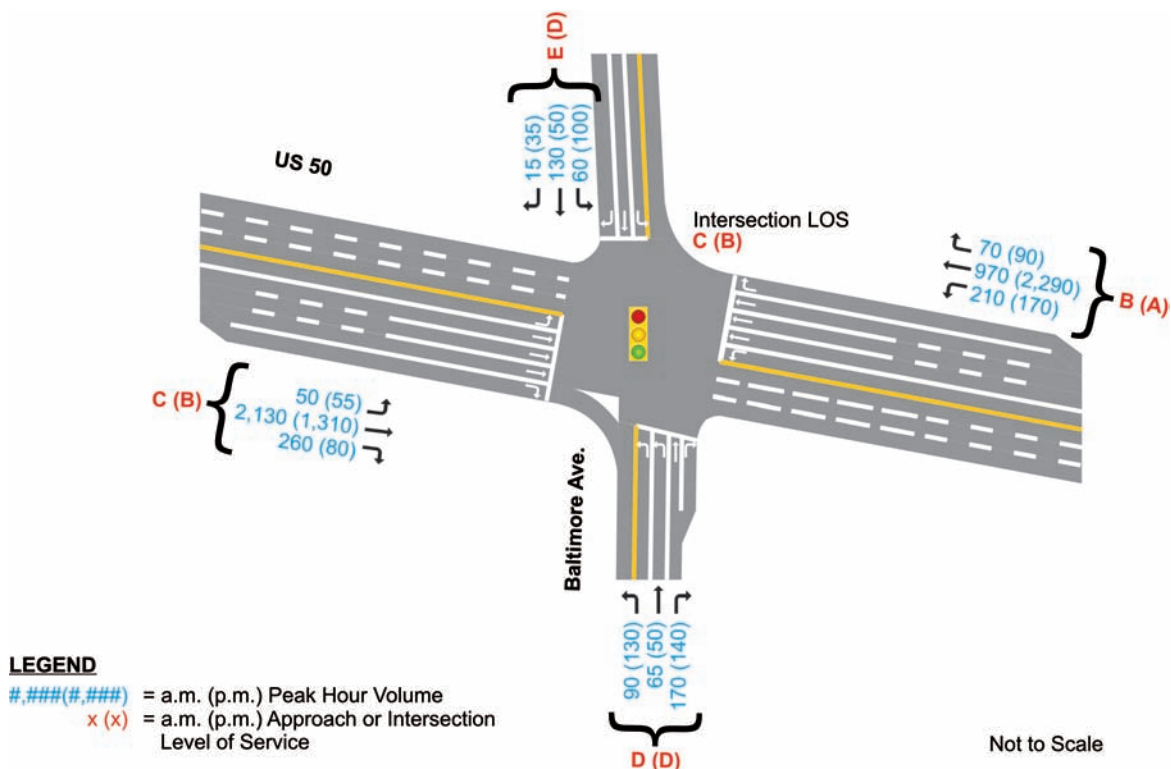 E (D)
15 (35)
130 (50)
60 (100)
US 50
Intersection LOS
C (B)
70 (90)
970 (2,290)
210 (170)
B (A)
C (B)
50 (55)
2,130 (1,310)
260 (80)
Baltimore Ave.
90 (130)
65 (50)
170 (140)
D (D)
LEGEND
#,###(#,###) = a.m. (p.m.) Peak Hour Volume
x (x) = a.m. (p.m.) Approach or Intersection
Level of Service
Not to Scale